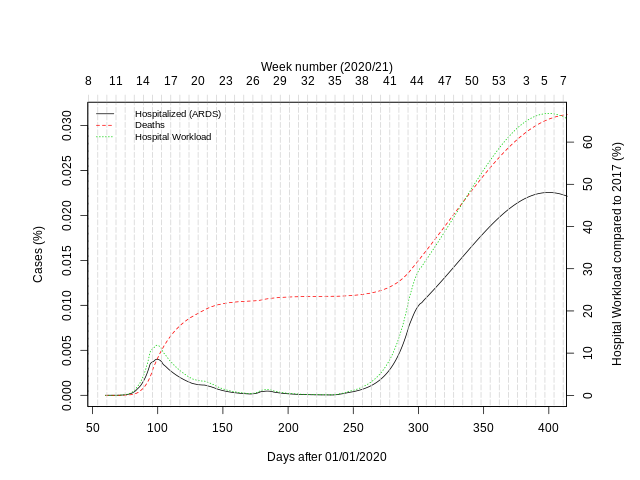 Week number (2020/21)
8 11 14 17 20 23 26 29 32 35 38 41 44 47 50 53 3 5 7
Hospitalized (ARDS)
Deaths
Hospital Workload
0.030
0.025
0.020
0.015
0.010
0.005
0.000
Cases (%)
60
50
40
30
20
10
0
Hospital Workload compared to 2017 (%)
50 100 150 200 250 300 350 400
Days after 01/01/2020